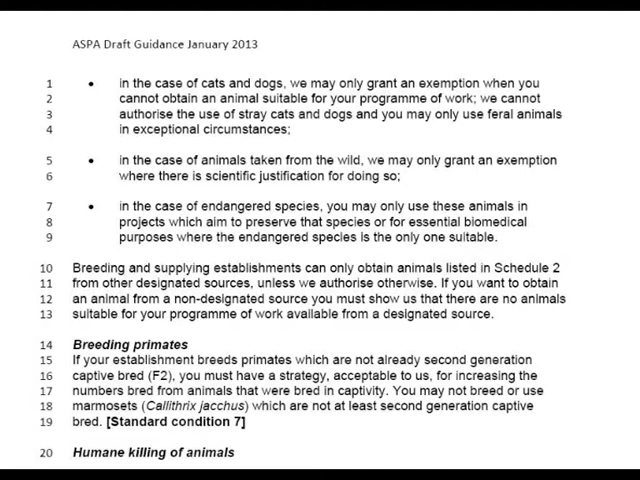 ASPA Draft Guidance January 2013
1 • in the case of cats and dogs, we may only grant an exemption when you
2 cannot obtain an animal suitable for your programme of work; we cannot
3 authorise the use of stray cats and dogs and you may only use feral animals
4 in exceptional circumstances;
5 • in the case of animals taken from the wild, we may only grant an exemption
6 where there is scientific justification for doing so;
7 • in the case of endangered species, you may only use these animals in
8 projects which aim to preserve that species or for essential biomedical
9 purposes where the endangered species is the only one suitable.
10 Breeding and supplying establishments can only obtain animals listed in Schedule 2
11 from other designated sources, unless we authorise otherwise. If you want to obtain
12 an animal from a non-designated source you must show us that there are no animals
13 suitable for your programme of work available from a designated source.
14 Breeding primates
15 If your establishment breeds primates which are not already second generation
16 captive bred (F2), you must have a strategy, acceptable to us, for increasing the
17 numbers bred from animals that were bred in captivity. You may not breed or use
18 marmosets (Callithrix jacchus) which are not at least second generation captive
19 bred. [Standard condition 7]
20 Humane killing of animals